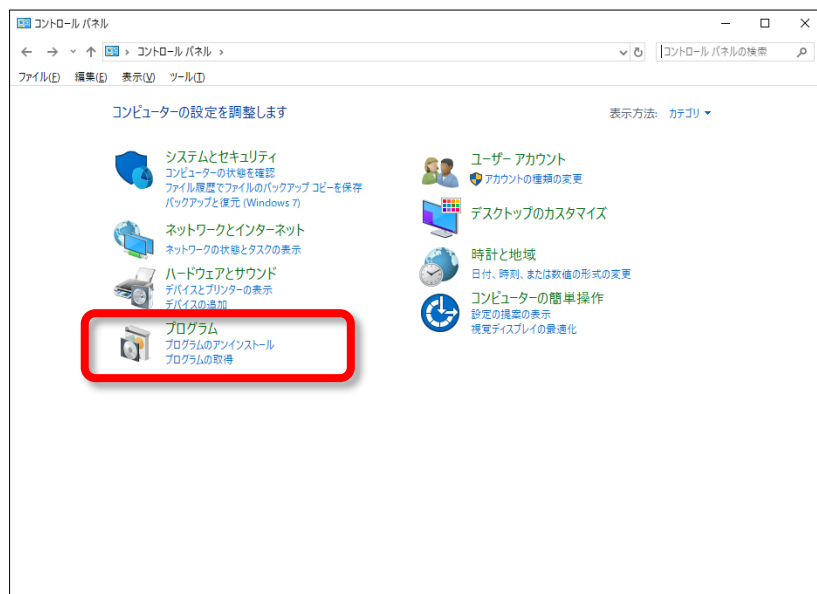 コントロール パネル
コントロール パネル
コントロール パネルの検索
ファイル(F) 編集(E) 表示(V) ツール(T)
コンピューターの設定を調整します
表示方法: カテゴリ
システムとセキュリティ
コンピューターの状態を確認
ファイル履歴でファイルのバックアップ コピーを保存
バックアップと復元 (Windows 7)
ネットワークとインターネット
ネットワークの状態とタスクの表示
ハードウェアとサウンド
デバイスとプリンターの表示
デバイスの追加
プログラム
プログラムのアンインストール
プログラムの取得
ユーザー アカウント
アカウントの種類の変更
デスクトップのカスタマイズ
時計と地域
日付、時刻、または数値の形式の変更
コンピューターの簡単操作
設定の提案の表示
視覚ディスプレイの最適化